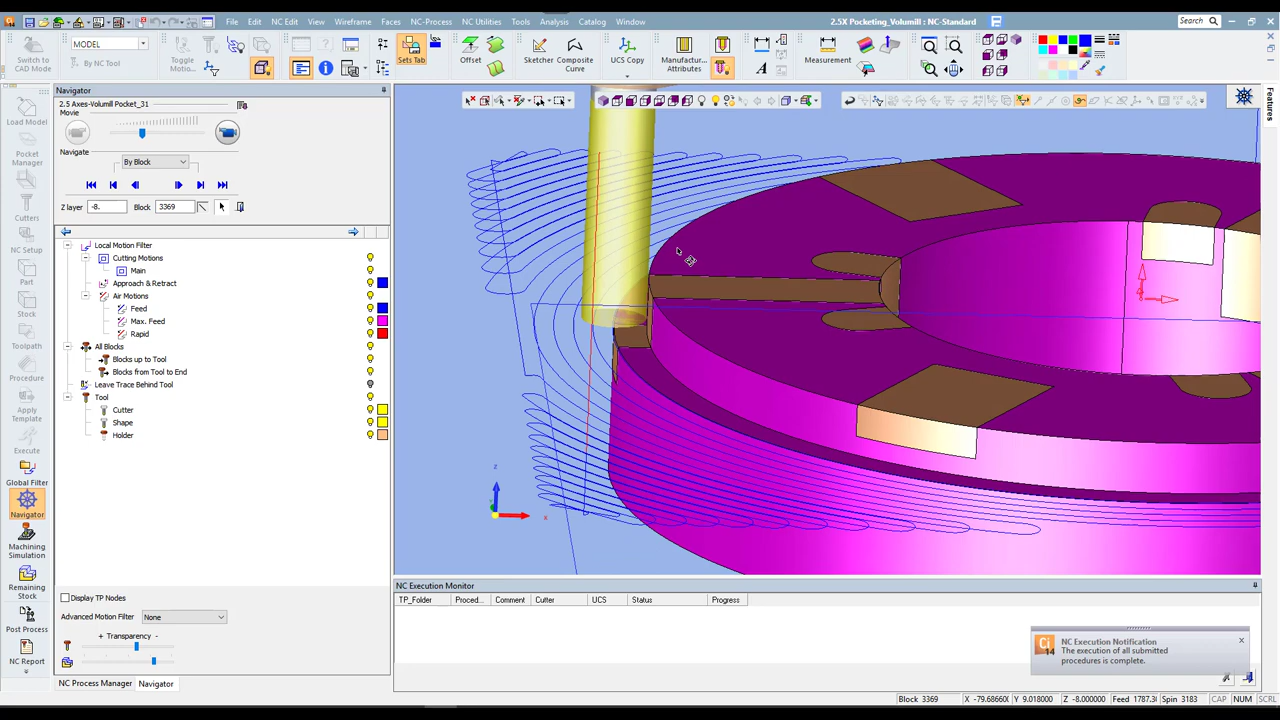 File Edit NC Edit View Wireframe Faces NC-Process NC Utilities Tools Analysis Catalog Window
2.5X Pocketing_Volumill : NC-Standard
Search
Switch to CAD Mode
MODEL
By NC Tool
Toggle Motio...
Sets Tab
Offset
Sketcher
Composite Curve
UCS Copy
Manufactur... Attributes
Measurement
Features
Load Model
Pocket Manager
Cutters
NC Setup
Part
Stock
Toolpath
Procedure
Apply Template
Execute
Global Filter
Navigator
Machining Simulation
Remaining Stock
Post Process
NC Report
Navigator
2.5 Axes-Volumill Pocket_31
Movie
Navigate
By Block
Z layer -8. Block 3369
Local Motion Filter
Cutting Motions
Main
Approach & Retract
Air Motions
Feed
Max. Feed
Rapid
All Blocks
Blocks up to Tool
Blocks from Tool to End
Leave Trace Behind Tool
Tool
Cutter
Shape
Holder
Display TP Nodes
Advanced Motion Filter None
+ Transparency -
NC Process Manager Navigator
z
x
NC Execution Monitor
TP_Folder Proced... Comment Cutter UCS Status Progress
Ci
14
NC Execution Notification
The execution of all submitted
procedures is complete.
Block 3369 X -79.68660 Y 9.018000 Z -8.000000 Feed 1787.3 Spin 3183 CAP NUM SCRL